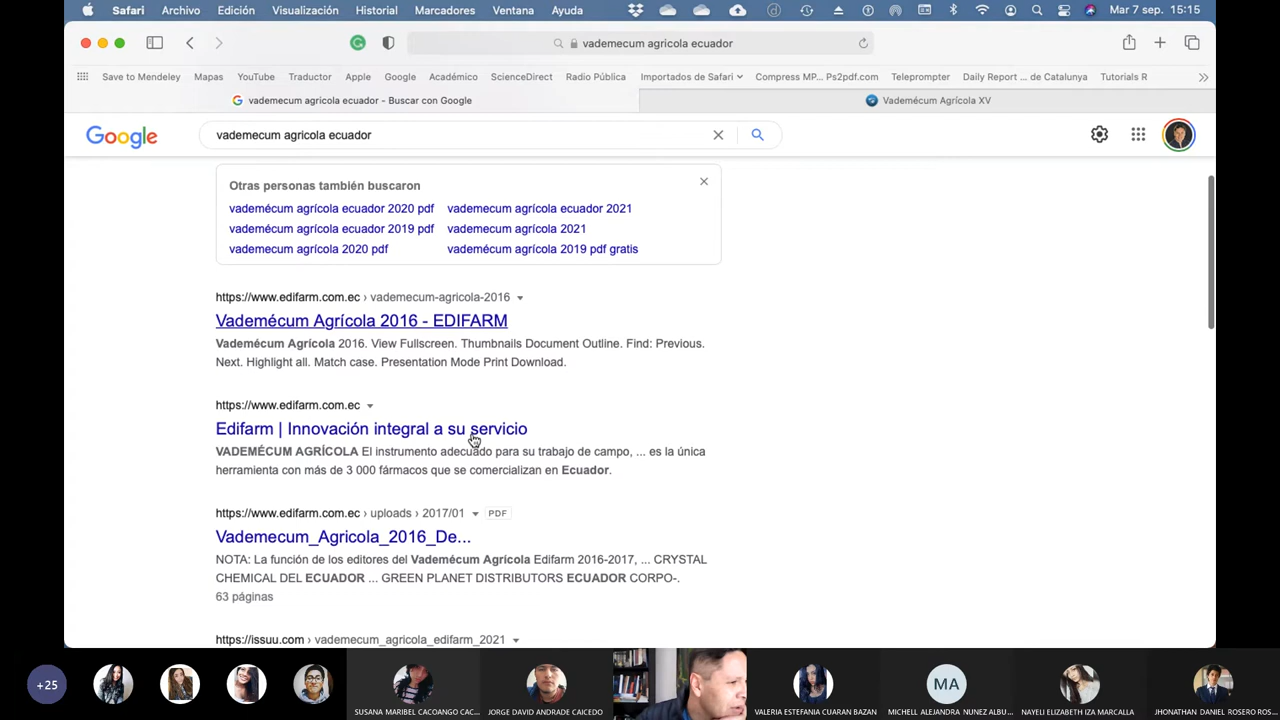 Safari Archivo Edición Visualización Historial Marcadores Ventana Ayuda Mar 7 sep. 15:15
vademecum agricola ecuador
Save to Mendeley Mapas YouTube Traductor Apple Google Académico ScienceDirect Radio Pública Importados de Safari Compress MP... Ps2pdf.com Teleprompter Daily Report ... de Catalunya Tutorials R
vademecum agricola ecuador - Buscar con Google Vademécum Agrícola XV
Google vademecum agricola ecuador
Otras personas también buscaron
vademécum agrícola ecuador 2020 pdf vademecum agrícola ecuador 2021
vademécum agrícola ecuador 2019 pdf vademecum agrícola 2021
vademecum agrícola 2020 pdf vademécum agrícola 2019 pdf gratis
https://www.edifarm.com.ec › vademecum-agricola-2016
Vademécum Agrícola 2016 - EDIFARM
Vademécum Agrícola 2016. View Fullscreen. Thumbnails Document Outline. Find: Previous.
Next. Highlight all. Match case. Presentation Mode Print Download.
https://www.edifarm.com.ec
Edifarm | Innovación integral a su servicio
VADEMÉCUM AGRÍCOLA El instrumento adecuado para su trabajo de campo, ... es la única
herramienta con más de 3 000 fármacos que se comercializan en Ecuador.
https://www.edifarm.com.ec › uploads › 2017/01 PDF
Vademecum_Agricola_2016_De...
NOTA: La función de los editores del Vademécum Agrícola Edifarm 2016-2017, ... CRYSTAL
CHEMICAL DEL ECUADOR ... GREEN PLANET DISTRIBUTORS ECUADOR CORPO-.
63 páginas
https://issuu.com › vademecum_agricola_edifarm_2021
+25 MA
SUSANA MARIBEL CACOANGO CAC... JORGE DAVID ANDRADE CAICEDO VALERIA ESTEFANIA CUARAN BAZAN MICHELL ALEJANDRA NUNEZ ALBU... NAYELI ELIZABETH IZA MARCALLA JHONATHAN DANIEL ROSERO ROS...